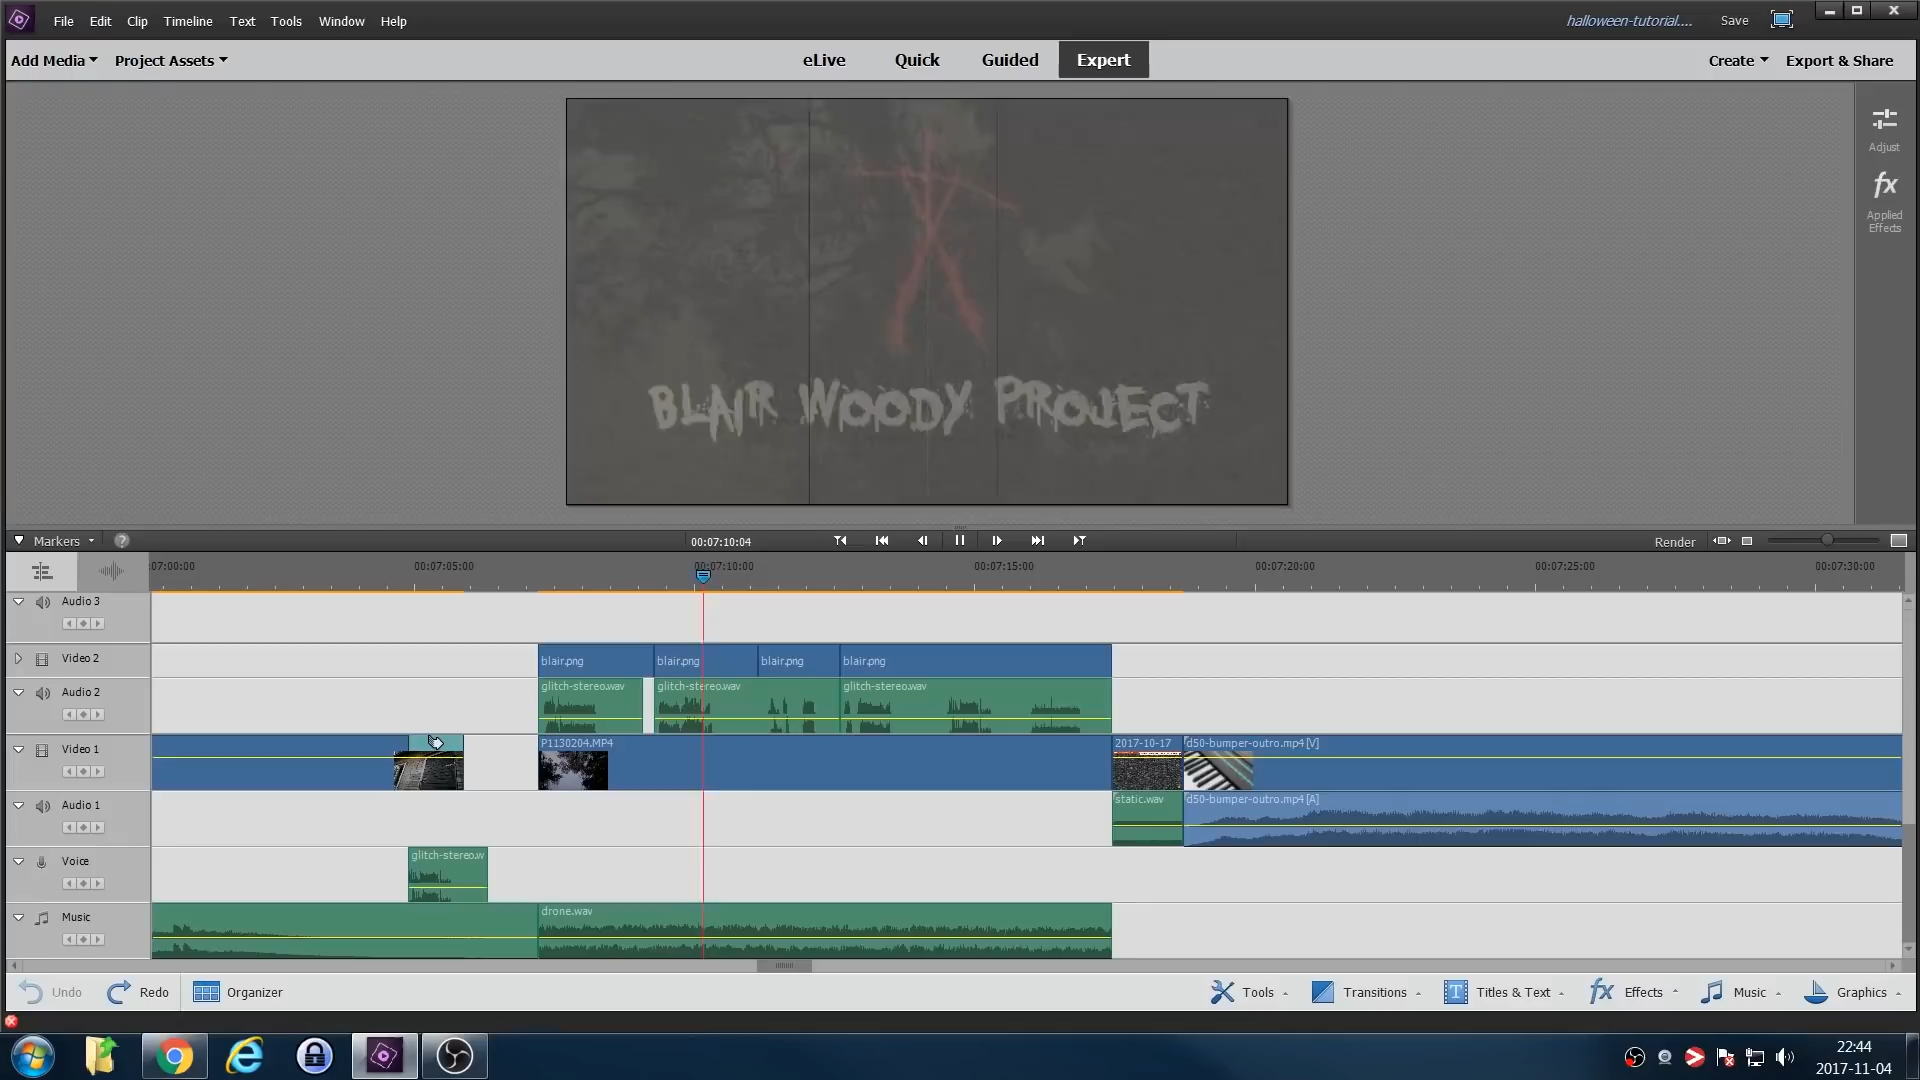 File Edit Clip Timeline Text Tools Window Help
halloween-tutorial....
Save
Add Media
Project Assets
eLive
Quick
Guided
Expert
Create
Export & Share
Adjust
fx
Applied
Effects
BLAIR WOODY PROJECT
Markers
?
00:07:10:04
Render
:07:00:00
00:07:05:00
00:07:10:00
00:07:15:00
00:07:20:00
00:07:25:00
00:07:30:00
Audio 3
Video 2
blair.png
blair.png
blair.png
blair.png
Audio 2
glitch-stereo.wav
glitch-stereo.wav
glitch-stereo.wav
Video 1
P1130204.MP4
2017-10-17
d50-bumper-outro.mp4 [V]
Audio 1
static.wav
d50-bumper-outro.mp4 [A]
Voice
glitch-stereo.w
Music
drone.wav
Undo
Redo
Organizer
Tools
Transitions
T
Titles & Text
fx
Effects
Music
Graphics
22:44
2017-11-04